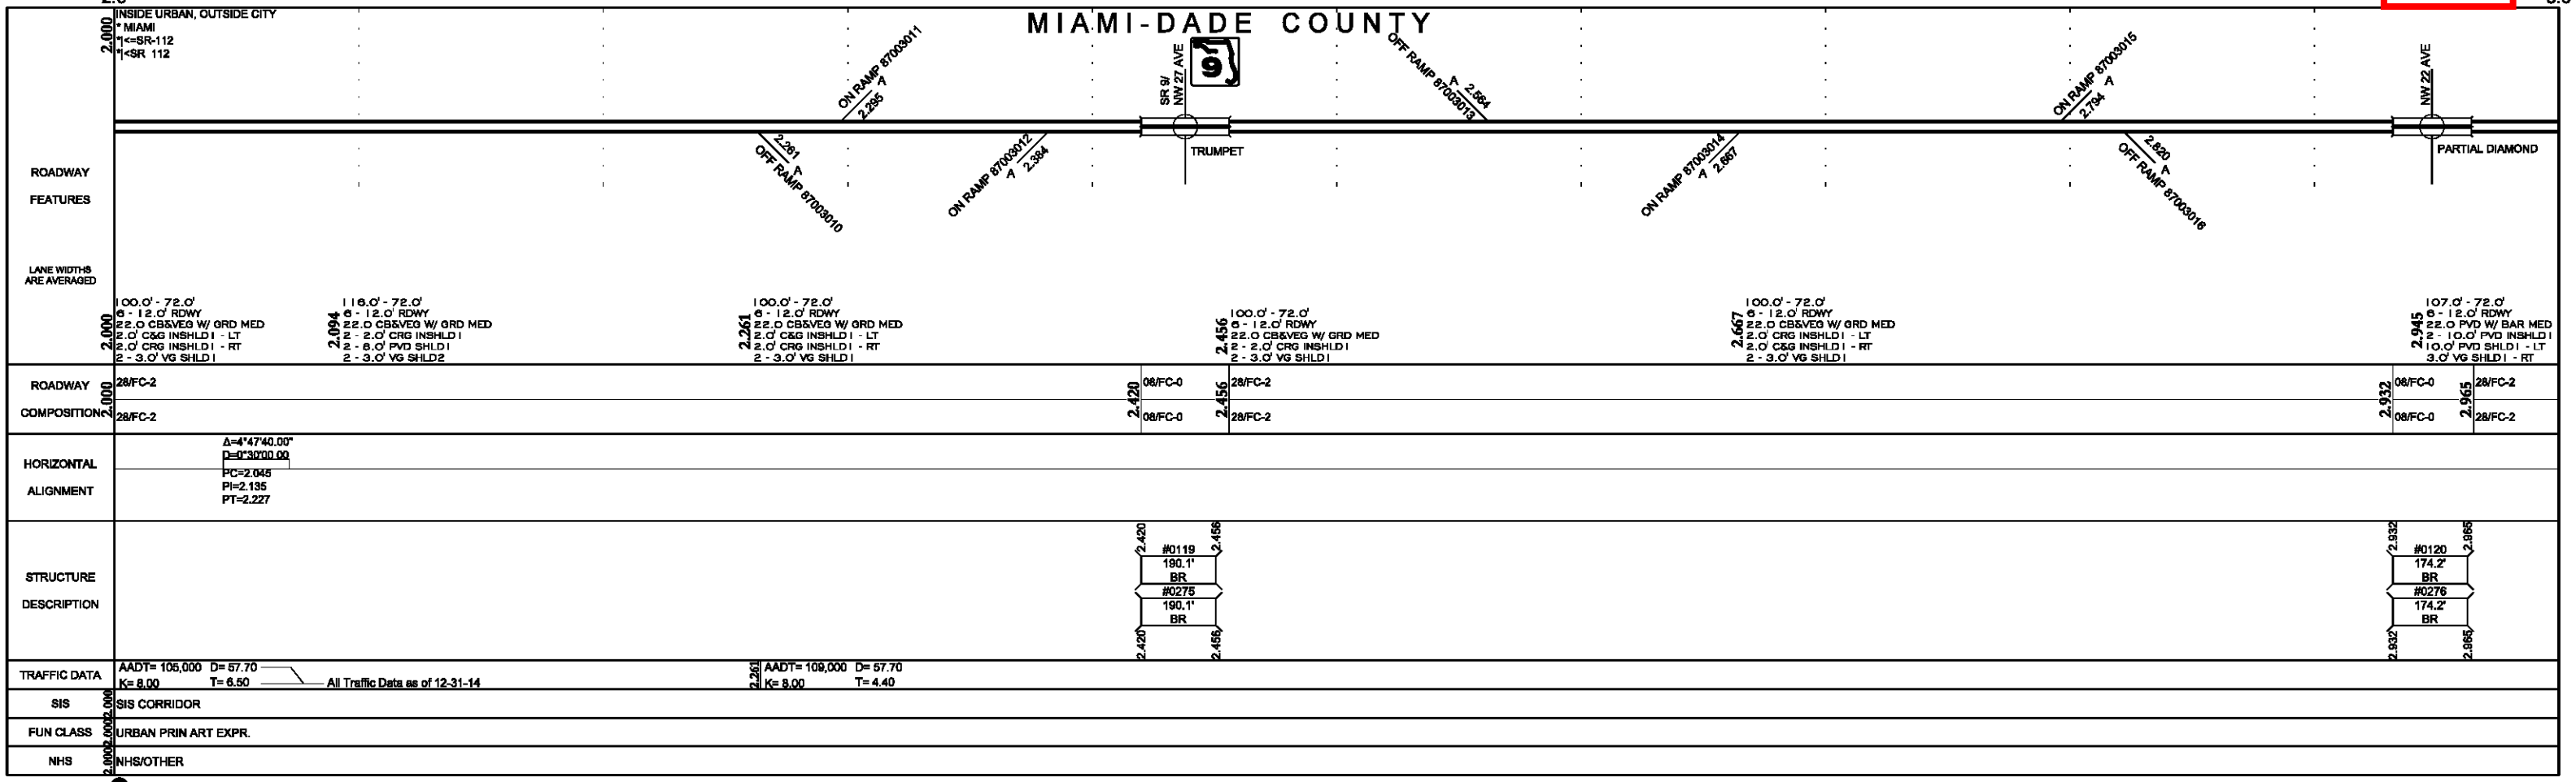 MIAMI-DADE COUNTY
2.000
INSIDE URBAN, OUTSIDE CITY
* MIAMI
*|<=SR-112
*|<SR 112
ON RAMP 87003011
A
2.295
SR 9/
NW 27 AVE
9
OFF RAMP 87003013
A 2.564
ON RAMP 87003015
2.794 A
NW 22 AVE
2.261
A
OFF RAMP 87003010
ON RAMP 87003012
A 2.384
TRUMPET
ON RAMP 87003014
A 2.667
2.820
A
OFF RAMP 87003016
PARTIAL DIAMOND
ROADWAY
FEATURES
LANE WIDTHS
ARE AVERAGED
2.000
100.0' - 72.0'
6 - 12.0' RDWY
22.0 CB&VEG W/ GRD MED
2.0' C&G INSHLD1 - LT
2.0' CRG INSHLD1 - RT
2 - 3.0' VG SHLD1
2.094
116.0' - 72.0'
6 - 12.0' RDWY
22.0 CB&VEG W/ GRD MED
2 - 2.0' CRG INSHLD1
2 - 8.0' PVD SHLD1
2 - 3.0' VG SHLD2
2.261
100.0' - 72.0'
6 - 12.0' RDWY
22.0 CB&VEG W/ GRD MED
2.0' C&G INSHLD1 - LT
2.0' CRG INSHLD1 - RT
2 - 3.0' VG SHLD1
2.456
100.0' - 72.0'
6 - 12.0' RDWY
22.0 CB&VEG W/ GRD MED
2 - 2.0' CRG INSHLD1
2 - 3.0' VG SHLD1
2.667
100.0' - 72.0'
6 - 12.0' RDWY
22.0 CB&VEG W/ GRD MED
2.0' CRG INSHLD1 - LT
2.0' C&G INSHLD1 - RT
2 - 3.0' VG SHLD1
2.945
107.0' - 72.0'
6 - 12.0' RDWY
22.0 PVD W/ BAR MED
2 - 10.0' PVD INSHLD1
10.0' PVD SHLD1 - LT
3.0' VG SHLD1 - RT
ROADWAY
COMPOSITION
2.000
28/FC-2
28/FC-2
2.420
08/FC-0
08/FC-0
2.456
28/FC-2
28/FC-2
2.932
08/FC-0
08/FC-0
2.965
28/FC-2
28/FC-2
HORIZONTAL
ALIGNMENT
Δ=4°47'40.00"
D=0°30'00.00
PC=2.045
PI=2.135
PT=2.227
STRUCTURE
DESCRIPTION
2.420
2.456
#0119
190.1'
BR
#0275
190.1'
BR
2.420
2.456
2.932
2.965
#0120
174.2'
BR
#0276
174.2'
BR
2.932
2.965
TRAFFIC DATA
AADT= 105,000 D= 57.70
K= 8.00 T= 6.50
All Traffic Data as of 12-31-14
2.261
AADT= 109,000 D= 57.70
K= 8.00 T= 4.40
SIS
2.000
SIS CORRIDOR
FUN CLASS
2.000
URBAN PRIN ART EXPR.
NHS
2.000
NHS/OTHER